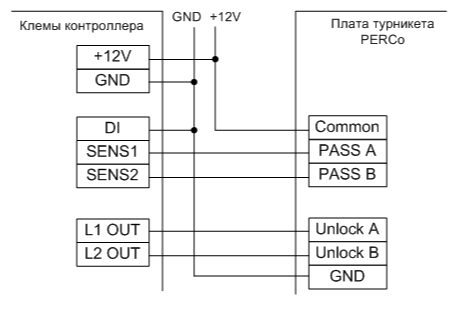 GND +12V
Клемы контроллера
Плата турникета
PERCo
+12V
GND
DI
SENS1
SENS2
L1 OUT
L2 OUT
Common
PASS A
PASS B
Unlock A
Unlock B
GND